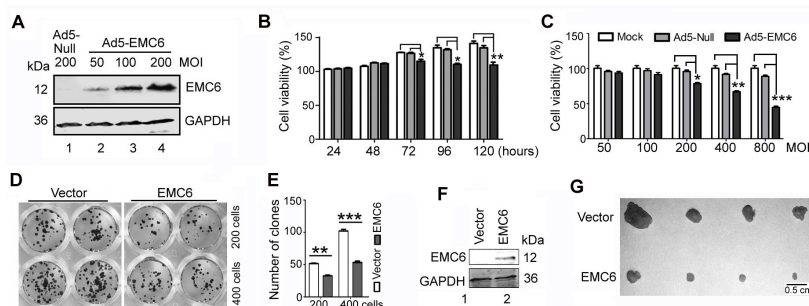 A
Ad5-
Null
Ad5-EMC6
200 50 100 200 MOI
kDa
12 EMC6
36 GAPDH
1 2 3 4
B
Cell viability (%)
150
100
50
0
* * **
24 48 72 96 120 (hours)
C
Mock Ad5-Null Ad5-EMC6
Cell viability (%)
150
100
50
0
* ** ***
50 100 200 400 800 MOI
D
Vector EMC6
200 cells
400 cells
E
Number of clones
150
100
50
0
** ***
200 400 cells
Vector EMC6
F
Vector EMC6
kDa
EMC6 12
GAPDH 36
1 2
G
Vector
EMC6
0.5 cm